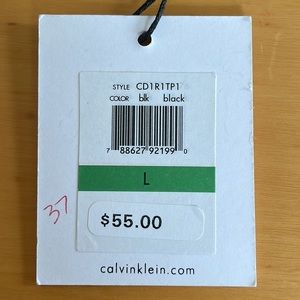 STYLE CD1R1TP1
COLOR blk black
7 88627 92199 0
L
37
$55.00
calvinklein.com